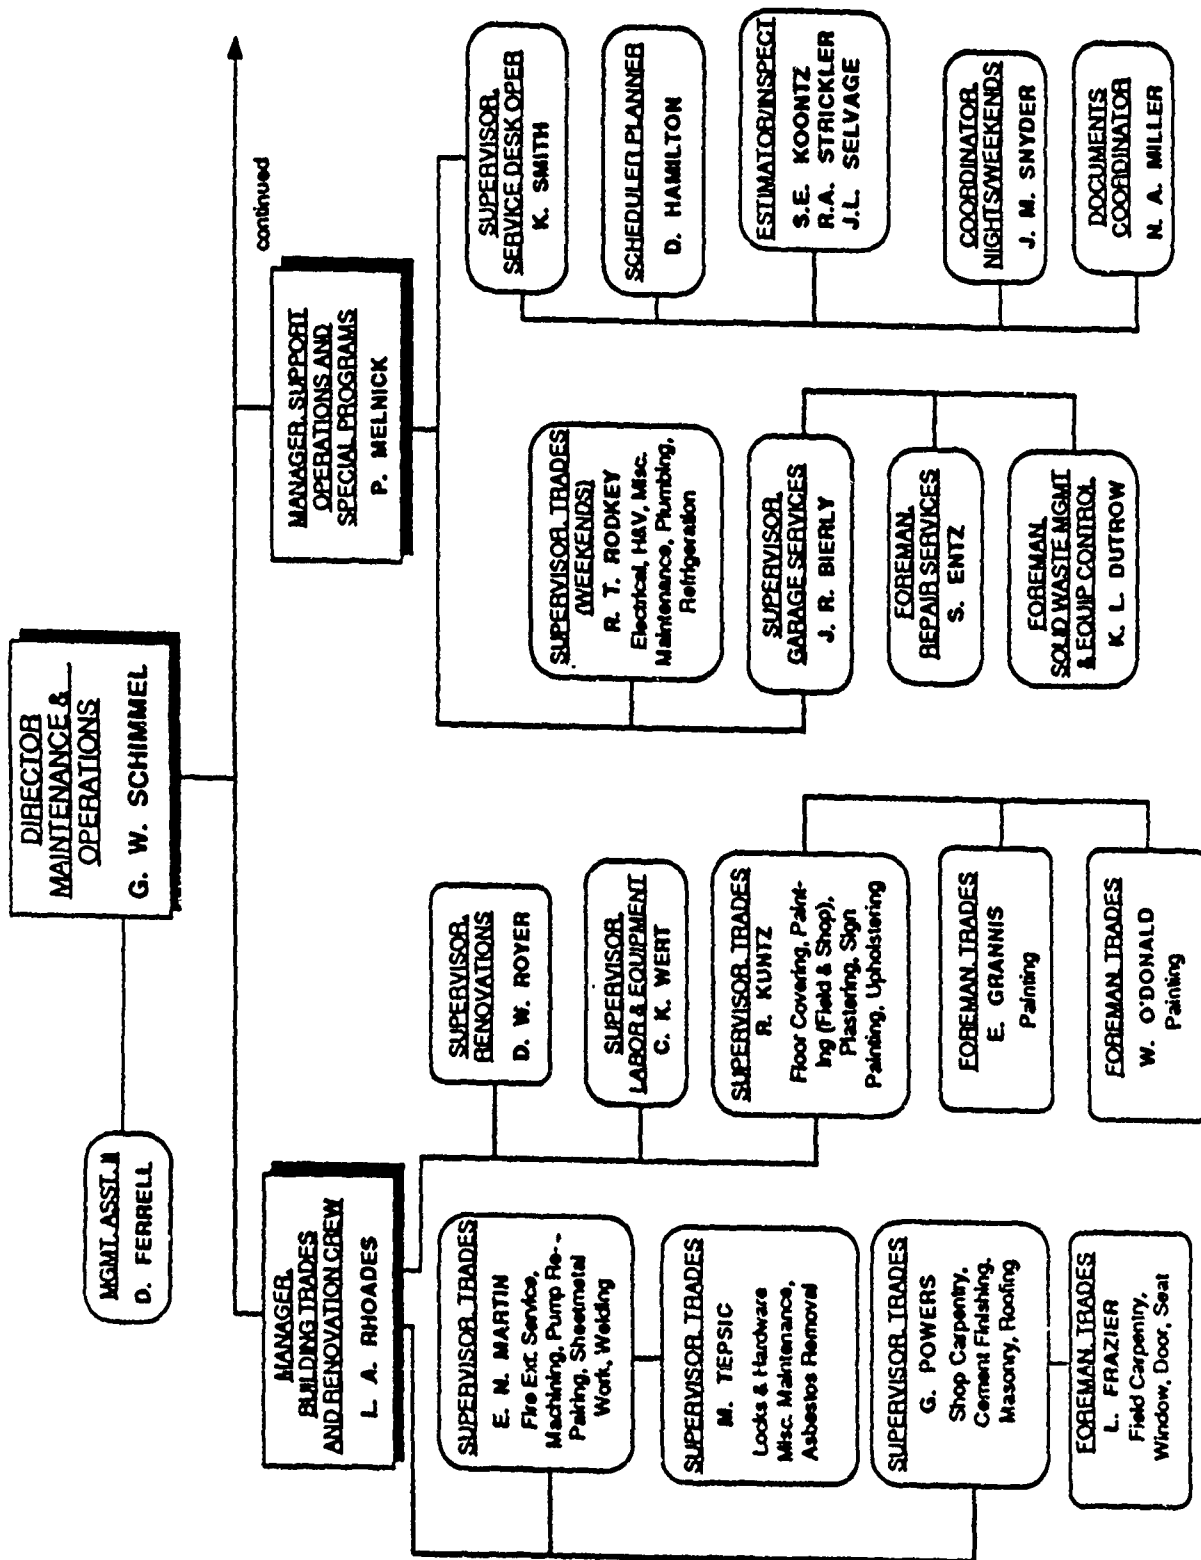 DIRECTOR
MAINTENANCE &
OPERATIONS
G. W. SCHIMMEL
MGMT. ASST. II
D. FERRELL
continued
MANAGER,
BUILDING TRADES
AND RENOVATION CREW
L. A. RHOADES
MANAGER, SUPPORT
OPERATIONS AND
SPECIAL PROGRAMS
P. MELNICK
SUPERVISOR, TRADES
E. N. MARTIN
Fire Ext. Service,
Machining, Pump Re--
Pairing, Sheetmetal
Work, Welding
SUPERVISOR, TRADES
M. TEPSIC
Locks & Hardware
Misc. Maintenance,
Asbestos Removal
SUPERVISOR, TRADES
G. POWERS
Shop Carpentry,
Cement Finishing,
Masonry, Roofing
FOREMAN, TRADES
L. FRAZIER
Field Carpentry,
Window, Door, Seat
SUPERVISOR,
RENOVATIONS
D. W. ROYER
SUPERVISOR,
LABOR & EQUIPMENT
C. K. WERT
SUPERVISOR, TRADES
R. KUNTZ
Floor Covering, Paint-
ing (Field & Shop),
Plastering, Sign
Painting, Upholstering
FOREMAN, TRADES
E. GRANNIS
Painting
FOREMAN, TRADES
W. O'DONALD
Painting
SUPERVISOR, TRADES
(WEEKENDS)
R. T. RODKEY
Electrical, H&V, Misc.
Maintenance, Plumbing,
Refrigeration
SUPERVISOR,
GARAGE SERVICES
J. R. BIERLY
FOREMAN,
REPAIR SERVICES
S. ENTZ
FOREMAN,
SOLID WASTE MGMT
& EQUIP CONTROL
K. L. DUTROW
SUPERVISOR,
SERVICE DESK OPER
K. SMITH
SCHEDULER PLANNER
D. HAMILTON
ESTIMATOR/INSPECT
S.E. KOONTZ
R.A. STRICKLER
J.L. SELVAGE
COORDINATOR,
NIGHTS/WEEKENDS
J. M. SNYDER
DOCUMENTS
COORDINATOR
N. A. MILLER